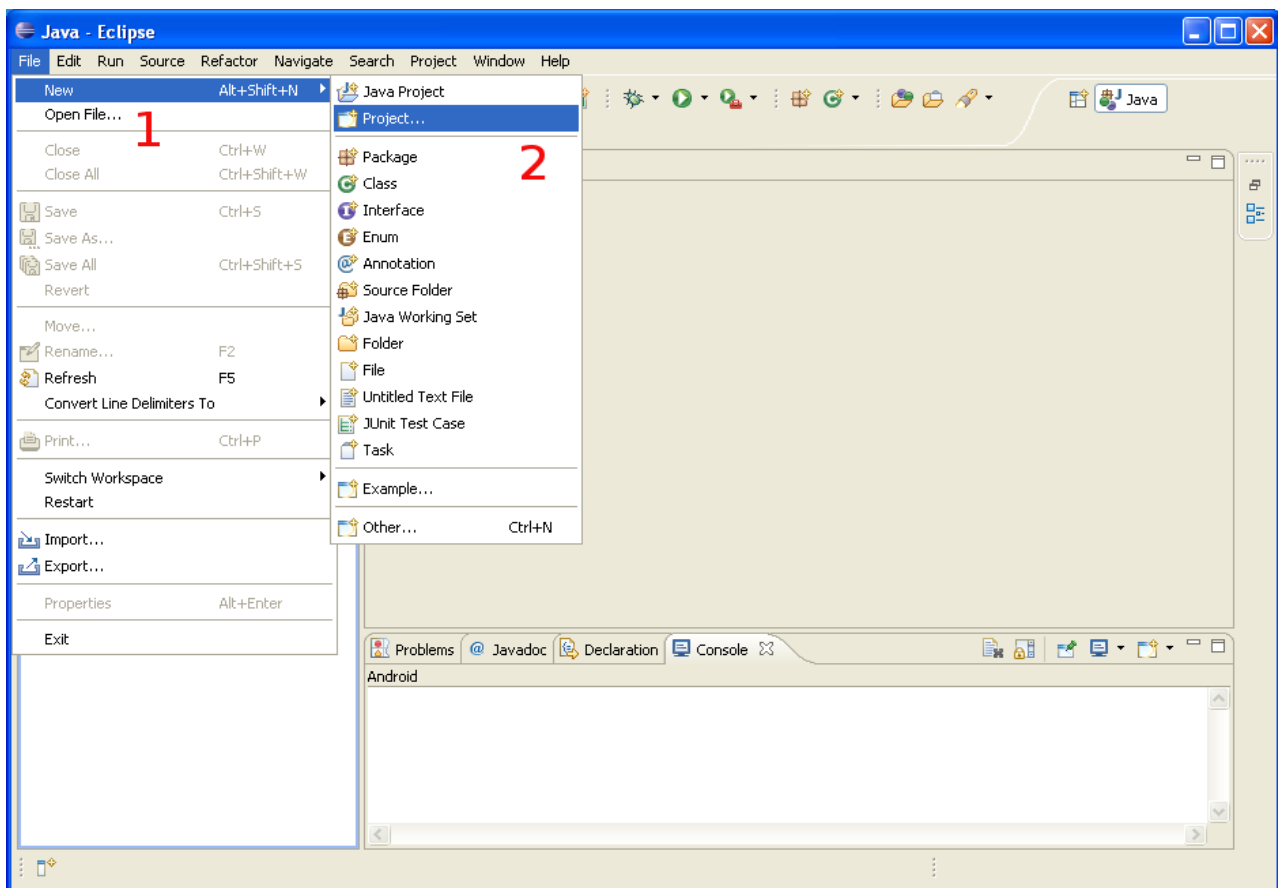 Java - Eclipse
File Edit Run Source Refactor Navigate Search Project Window Help
New Alt+Shift+N
Open File...
1
Close Ctrl+W
Close All Ctrl+Shift+W
Save Ctrl+S
Save As...
Save All Ctrl+Shift+S
Revert
Move...
Rename... F2
Refresh F5
Convert Line Delimiters To
Print... Ctrl+P
Switch Workspace
Restart
Import...
Export...
Properties Alt+Enter
Exit
Java Project
Project...
2
Package
Class
Interface
Enum
Annotation
Source Folder
Java Working Set
Folder
File
Untitled Text File
JUnit Test Case
Task
Example...
Other... Ctrl+N
Java
Problems @ Javadoc Declaration Console
Android